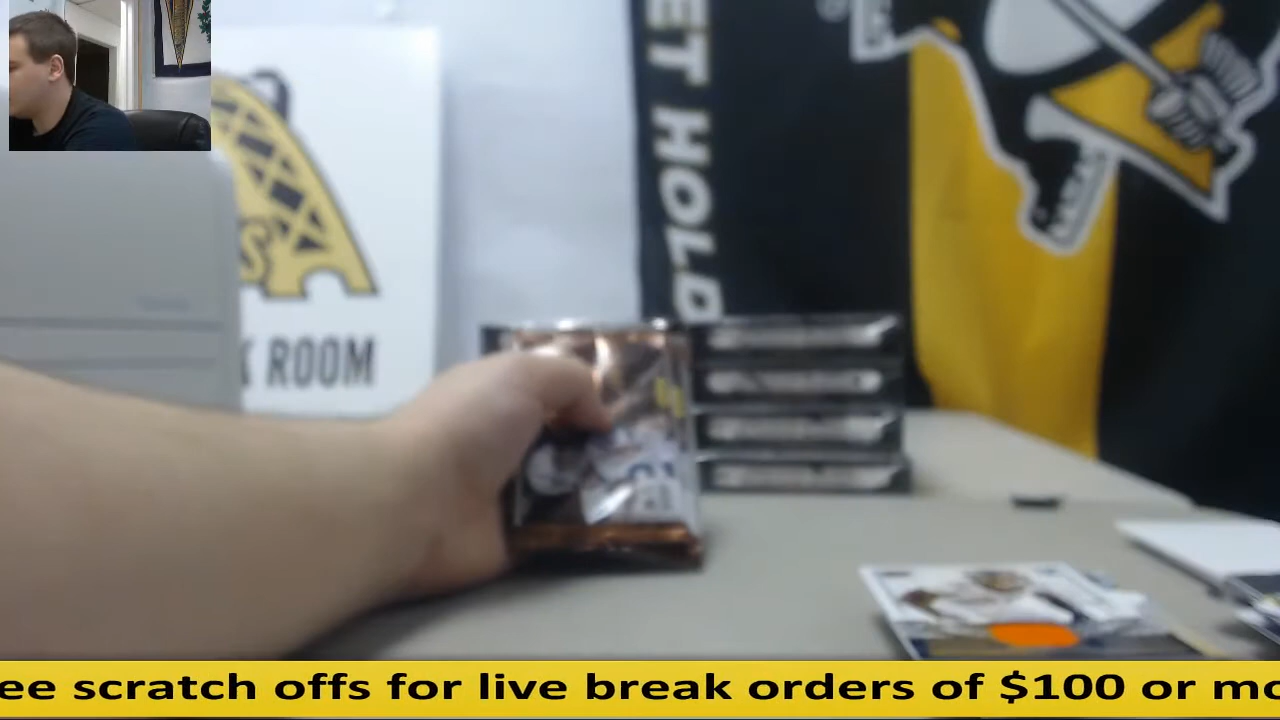 ET HOLD
S
K ROOM
ee scratch offs for live break orders of $100 or mo